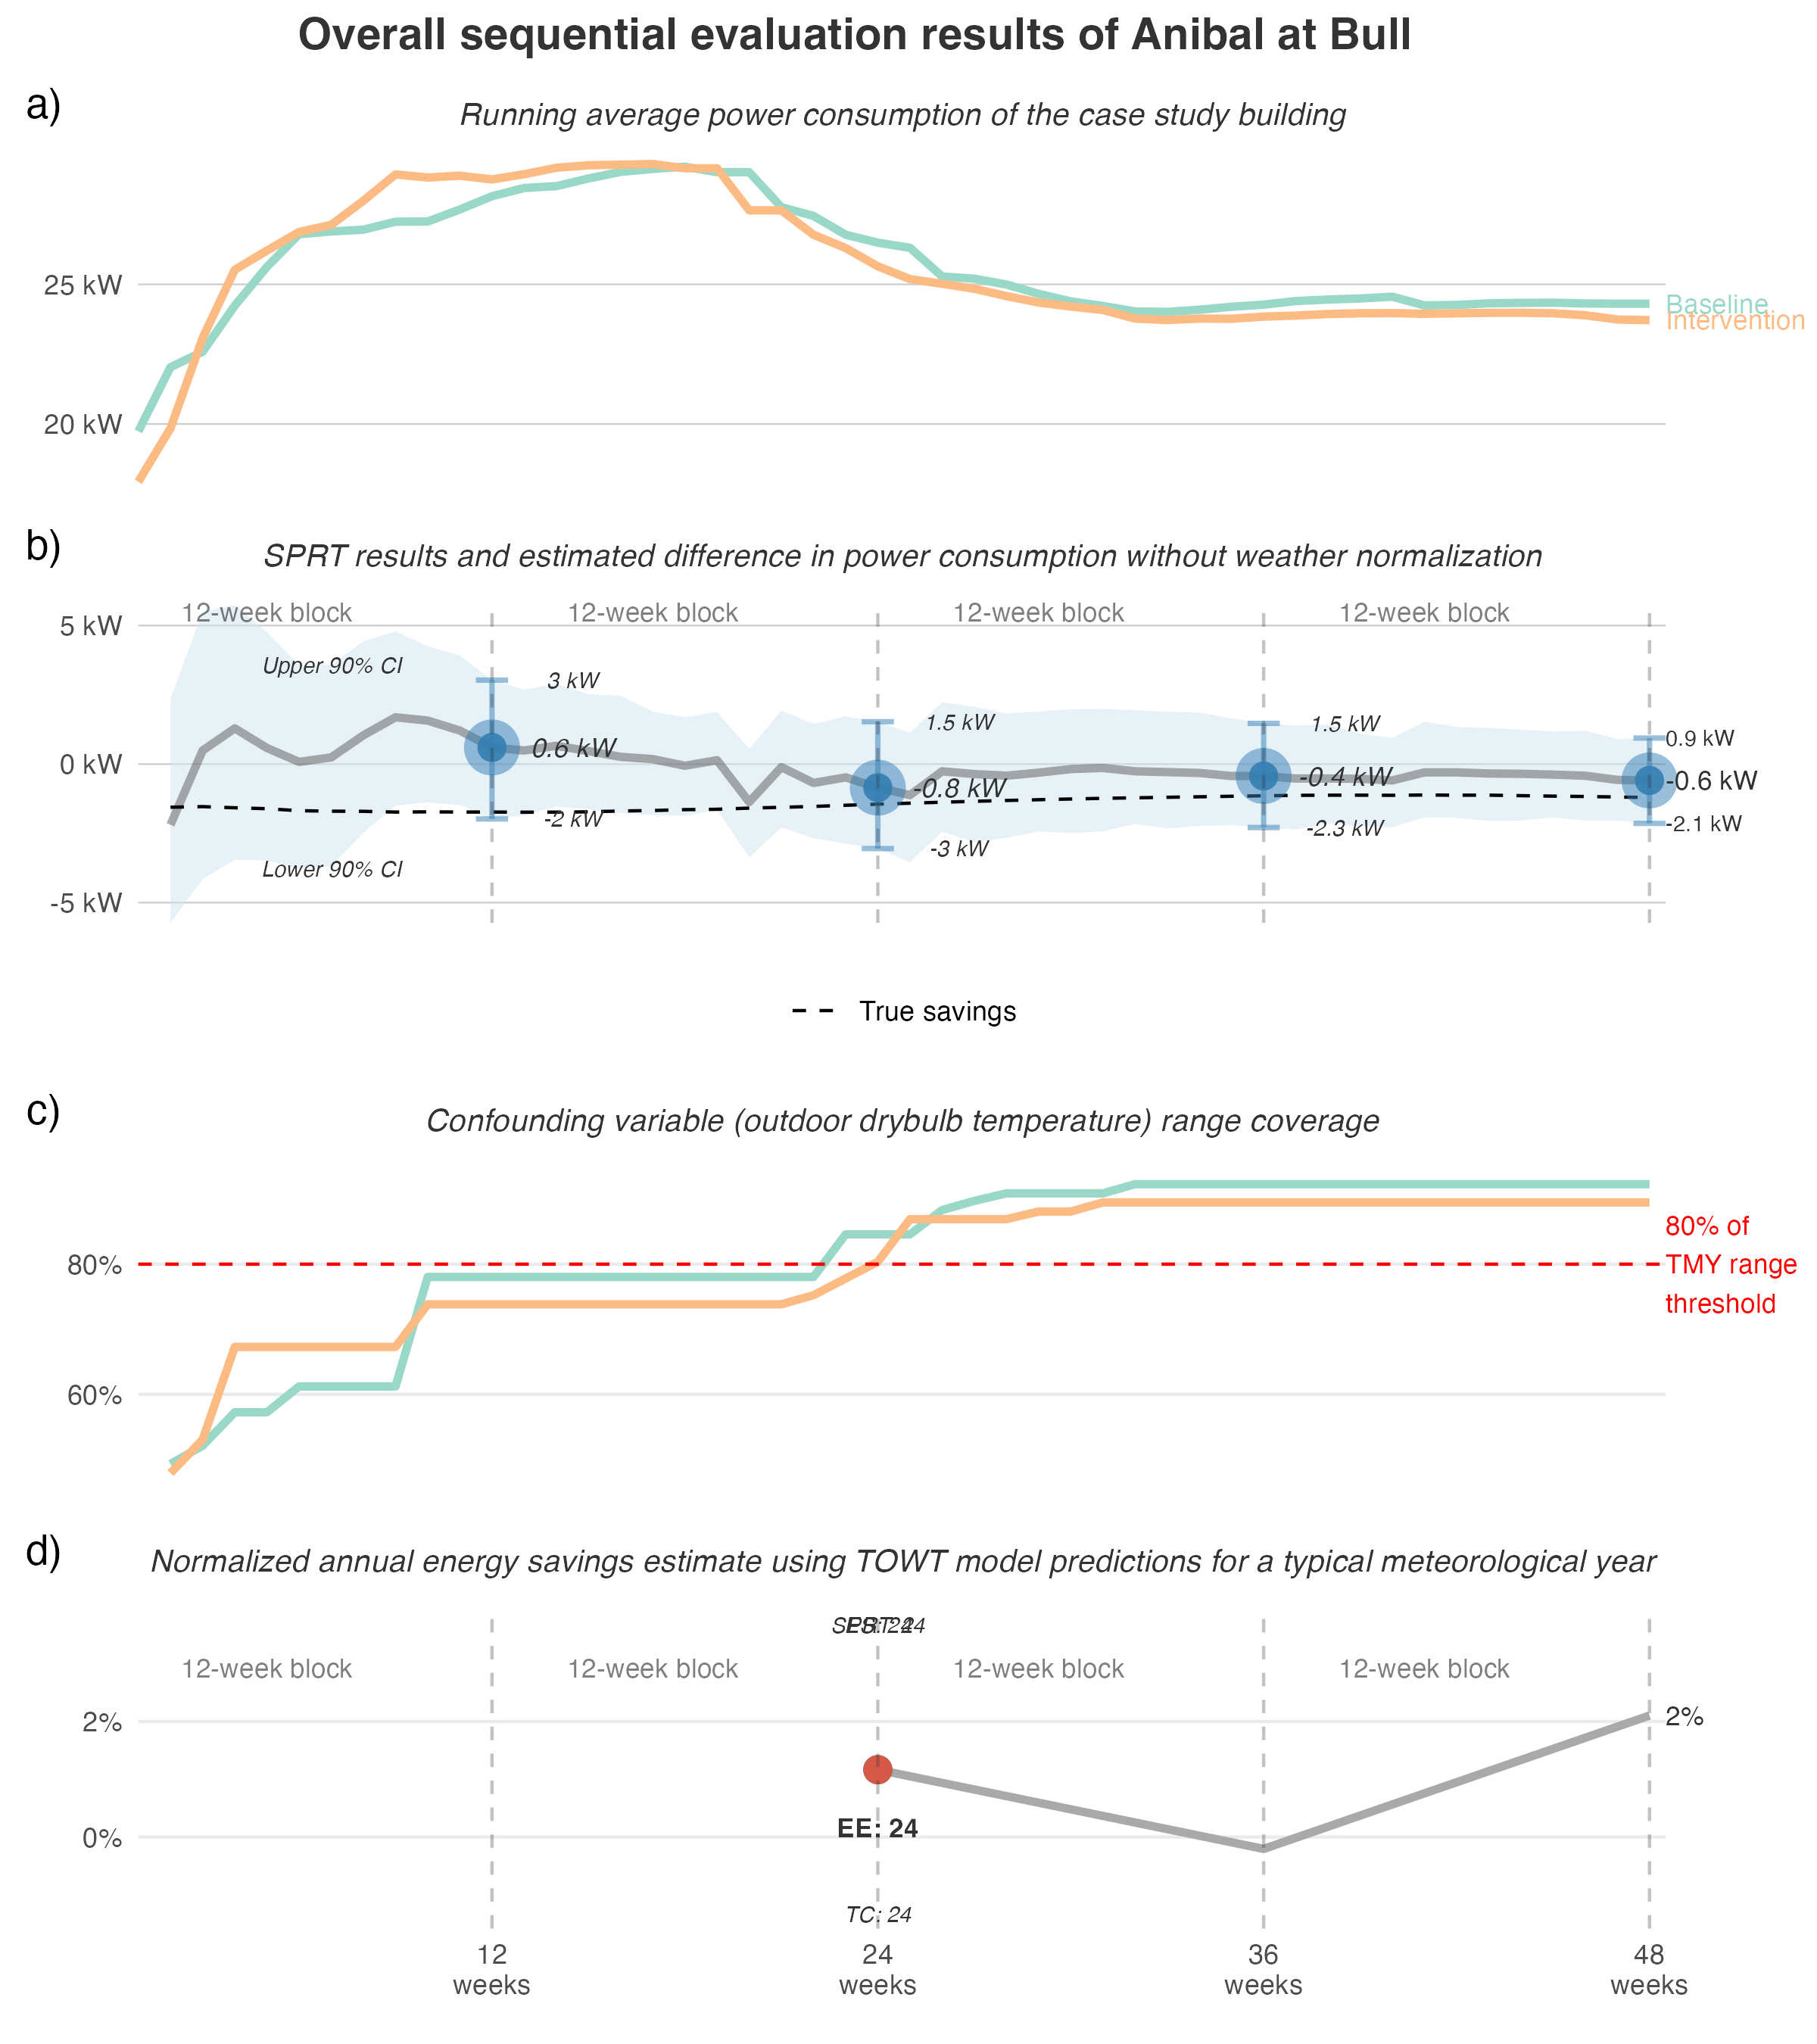 Overall sequential evaluation results of Anibal at Bull
a)
Running average power consumption of the case study building
25 kW
20 kW
Baseline
Intervention
b)
SPRT results and estimated difference in power consumption without weather normalization
12-week block 12-week block 12-week block 12-week block
5 kW
0 kW
-5 kW
Upper 90% CI
Lower 90% CI
3 kW
0.6 kW
-2 kW
1.5 kW
-0.8 kW
-3 kW
1.5 kW
-0.4 kW
-2.3 kW
0.9 kW
-0.6 kW
-2.1 kW
True savings
c)
Confounding variable (outdoor drybulb temperature) range coverage
80%
60%
80% of
TMY range
threshold
d)
Normalized annual energy savings estimate using TOWT model predictions for a typical meteorological year
SPRT: 24
12-week block 12-week block 12-week block 12-week block
2%
0%
2%
EE: 24
TC: 24
12 weeks
24 weeks
36 weeks
48 weeks